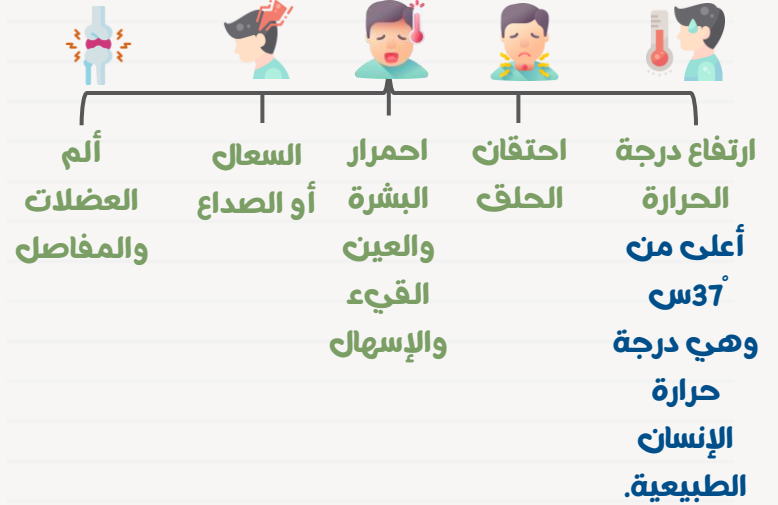 ارتفاع درجة
الحرارة
أعلى من
37°س
وهي درجة
حرارة
الإنسان
الطبيعية.
احتقان
الحلق
احمرار
البشرة
والعين
القيء
والإسهال
السعال
أو الصداع
ألم
العضلات
والمفاصل